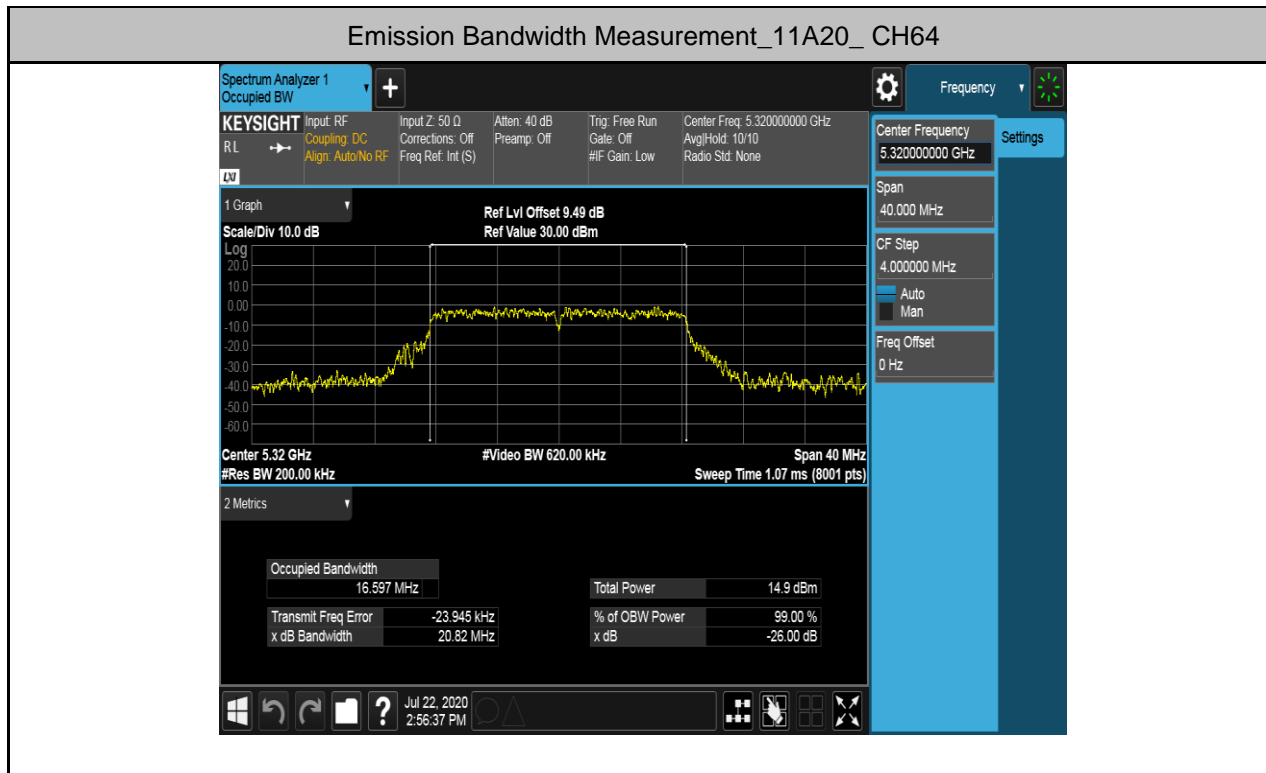 Emission Bandwidth Measurement_11A20_ CH64
Spectrum Analyzer 1
Occupied BW
+
Frequency
KEYSIGHT
RL
LXI
Input: RF
Coupling: DC
Align: Auto/No RF
Input Z: 50 Ω
Corrections: Off
Freq Ref: Int (S)
Atten: 40 dB
Preamp: Off
Trig: Free Run
Gate: Off
#IF Gain: Low
Center Freq: 5.320000000 GHz
Avg|Hold: 10/10
Radio Std: None
Center Frequency
5.320000000 GHz
Settings
Span
40.000 MHz
CF Step
4.000000 MHz
Auto
Man
Freq Offset
0 Hz
1 Graph
Scale/Div 10.0 dB
Ref Lvl Offset 9.49 dB
Ref Value 30.00 dBm
Log
20.0
10.0
0.00
-10.0
-20.0
-30.0
-40.0
-50.0
-60.0
Center 5.32 GHz
#Video BW 620.00 kHz
Span 40 MHz
#Res BW 200.00 kHz
Sweep Time 1.07 ms (8001 pts)
2 Metrics
Occupied Bandwidth
16.597 MHz
Total Power 14.9 dBm
Transmit Freq Error -23.945 kHz
% of OBW Power 99.00 %
x dB Bandwidth 20.82 MHz
x dB -26.00 dB
?
Jul 22, 2020
2:56:37 PM